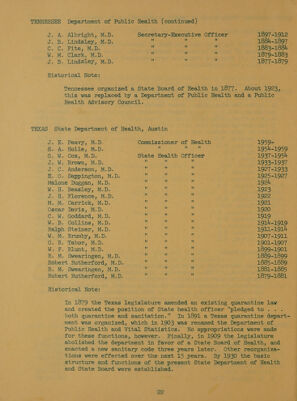 TENNESSEE Department of Public Health (continued)
J. A. Albright, M.D. Secretary-Executive Officer 1897-1912
J. B. Lindsley, M.D. " " " 1884-1897
C. C. Fite, M.D. " " " 1883-1884
W. M. Clark, M.D. " " " 1879-1883
J. B. Lindsley, M.D. " " " 1877-1879
Historical Note:
Tennessee organized a State Board of Health in 1877. About 1923,
this was replaced by a Department of Public Health and a Public
Health Advisory Council.
TEXAS State Department of Health, Austin
J. E. Peavy, M.D. Commissioner of Health 1959-
H. A. Holle, M.D. " " " 1954-1959
G. W. Cox, M.D. State Health Officer 1937-1954
J. W. Brown, M.D. " " " 1933-1937
J. C. Anderson, M.D. " " " 1927-1933
H. O. Sappington, M.D. " " " 1925-1927
Malone Duggan, M.D. " " " 1924
W. H. Beazley, M.D. " " " 1923
J. H. Florence, M.D. " " " 1922
M. M. Carrick, M.D. " " " 1921
Oscar Davis, M.D. " " " 1920
C. W. Goddard, M.D. " " " 1919
W. B. Collins, M.D. " " " 1914-1919
Ralph Steiner, M.D. " " " 1911-1914
W. M. Brumby, M.D. " " " 1907-1911
G. B. Tabor, M.D. " " " 1901-1907
W. F. Blunt, M.D. " " " 1899-1901
R. M. Swearingen, M.D. " " " 1889-1899
Robert Rutherford, M.D. " " " 1885-1889
R. M. Swearingen, M.D. " " " 1881-1885
Robert Rutherford, M.D. " " " 1879-1881
Historical Note:
In 1879 the Texas legislature amended an existing quarantine law
and created the position of State health officer "pledged to . . .
both quarantine and sanitation." In 1891 a Texas quarantine depart-
ment was organized, which in 1903 was renamed the Department of
Public Health and Vital Statistics. No appropriations were made
for these functions, however. Finally, in 1909 the legislature
abolished the department in favor of a State Board of Health, and
enacted a new sanitary code three years later. Other reorganiza-
tions were effected over the next 15 years. By 1930 the basic
structure and functions of the present State Department of Health
and State Board were established.
22